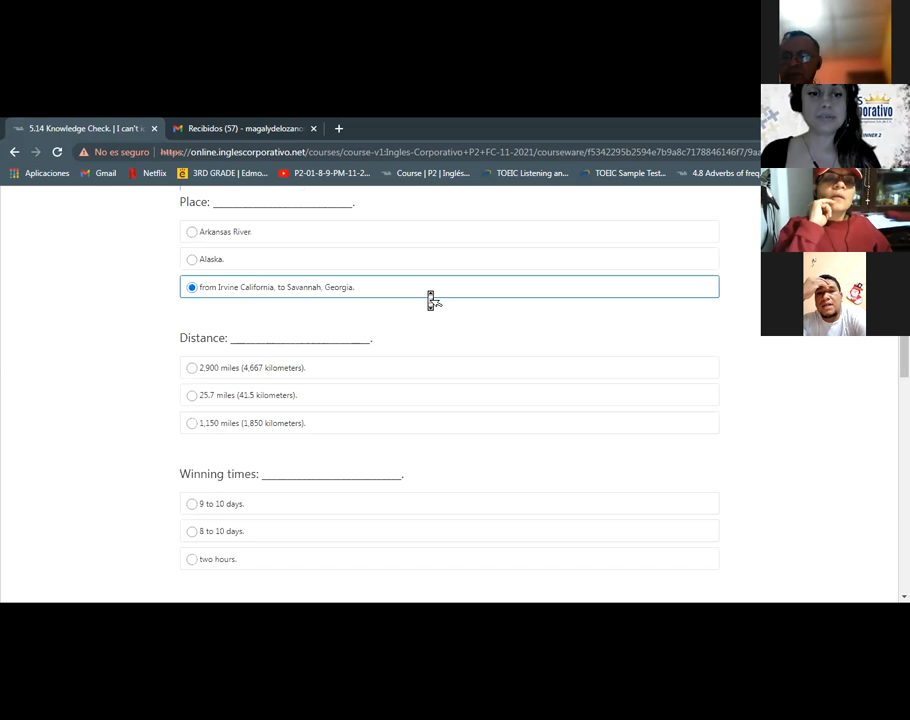 5.14 Knowledge Check. | I can't i
Recibidos (57) - magalydelozano
No es seguro
https://online.inglescorporativo.net/courses/course-v1:Ingles-Corporativo+P2+FC-11-2021/courseware/f5342295b2594e7b9a8c7178846146f7/9a
Aplicaciones
Gmail
Netflix
3RD GRADE | Edmo...
P2-01-8-9-PM-11-2...
Course | P2 | Inglés...
TOEIC Listening an...
TOEIC Sample Test...
4.8 Adverbs of freq
Place: ________________________.
Arkansas River.
Alaska.
from Irvine California, to Savannah, Georgia.
Distance: ________________________.
2,900 miles (4,667 kilometers).
25.7 miles (41.5 kilometers).
1,150 miles (1,850 kilometers).
Winning times: ________________________.
9 to 10 days.
8 to 10 days.
two hours.